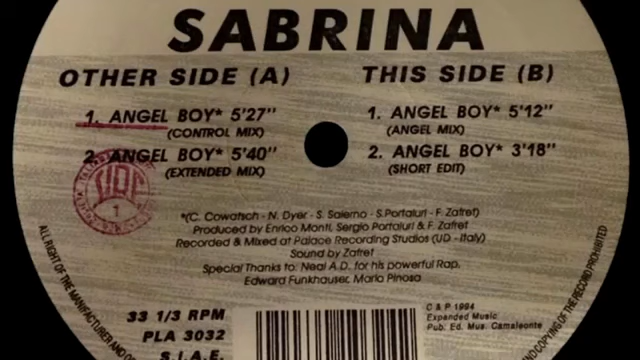 SABRINA
OTHER SIDE (A)
1. ANGEL BOY* 5'27"
(CONTROL MIX)
2. ANGEL BOY* 5'40"
(EXTENDED MIX)
THIS SIDE (B)
1. ANGEL BOY* 5'12"
(ANGEL MIX)
2. ANGEL BOY* 3'18"
(SHORT EDIT)
1
*(C. Cowatsch - N. Dyer - S. Salerno - S.Portaluri - F. Zafret)
Produced by Enrico Monti, Sergio Portaluri & F. Zafret
Recorded & Mixed at Palace Recording Studios (UD - Italy)
Sound by Zafret
Special Thanks to: Neal A.D. for his powerful Rap,
Edward Funkhauser, Mario Pinosa
33 1/3 RPM
PLA 3032
S.I.A.E.
C & P 1994
Expanded Music
Pub. Ed. Mus. Camaleonte
ALL RIGHT OF THE MANUFACTURER AND
AND COPYING OF THE RECORD PROHIBITED